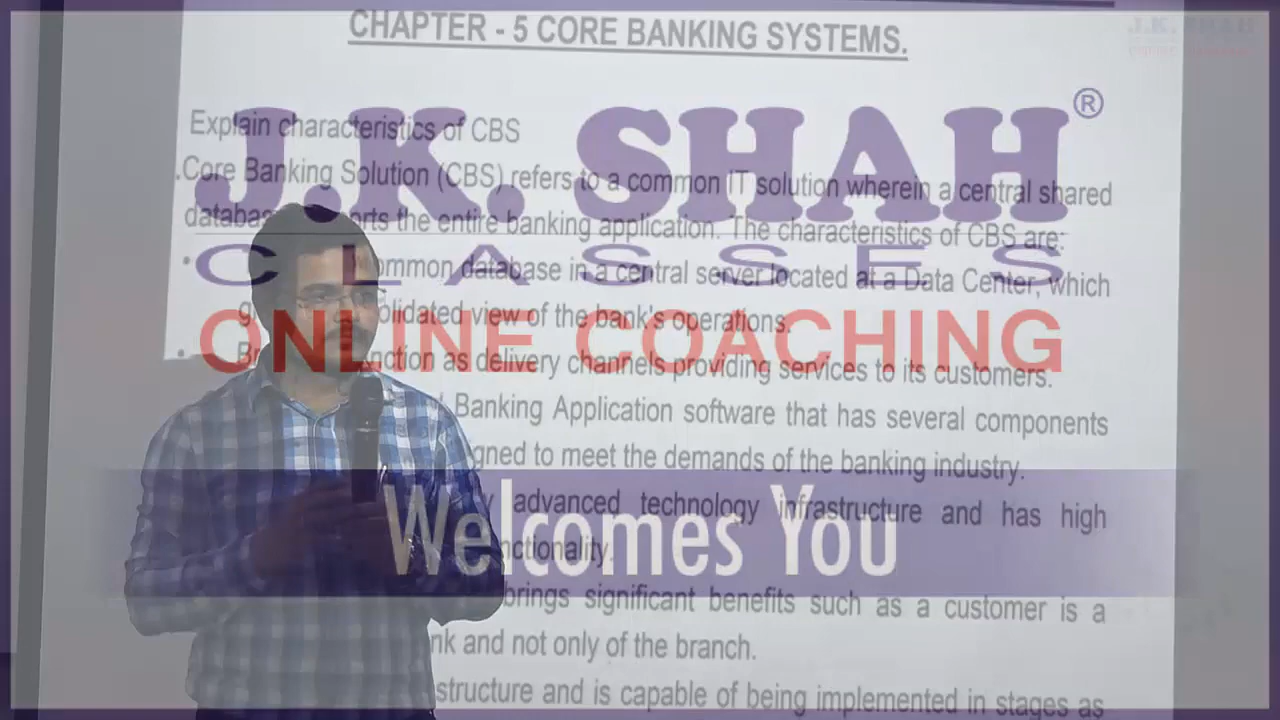 CHAPTER - 5 CORE BANKING SYSTEMS.
J.K. SHAH®
CLASSES
ONLINE COACHING
Welcomes You
Explain characteristics of CBS
Core Banking Solution (CBS) refers to a common IT solution wherein a central shared
the entire banking application. The characteristics of CBS are:
database in a central server located at a Data Center, which
view of the bank's operations.
as delivery channels providing services to its customers.
Banking Application software that has several components
to meet the demands of the banking industry.
advanced technology infrastructure and has high
brings significant benefits such as a customer is a
and not only of the branch.
and is capable of being implemented in stages as